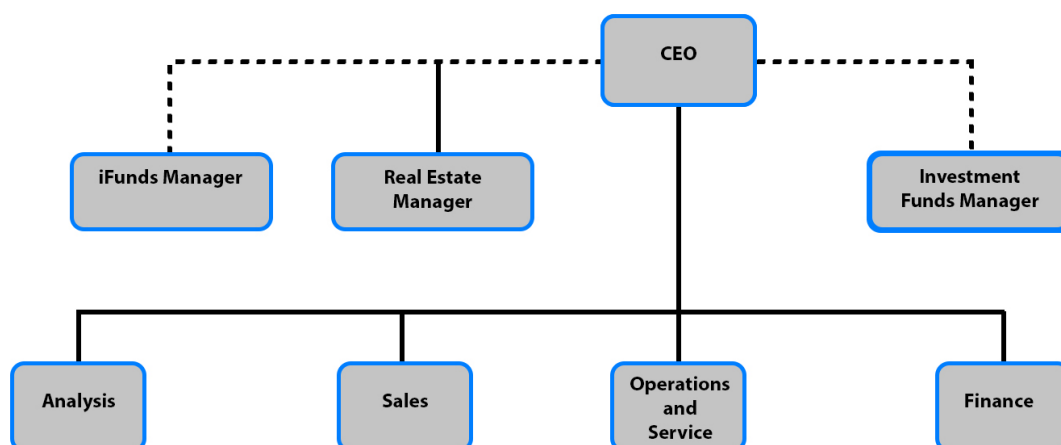 CEO
iFunds Manager
Real Estate
Manager
Investment
Funds Manager
Analysis
Sales
Operations
and
Service
Finance